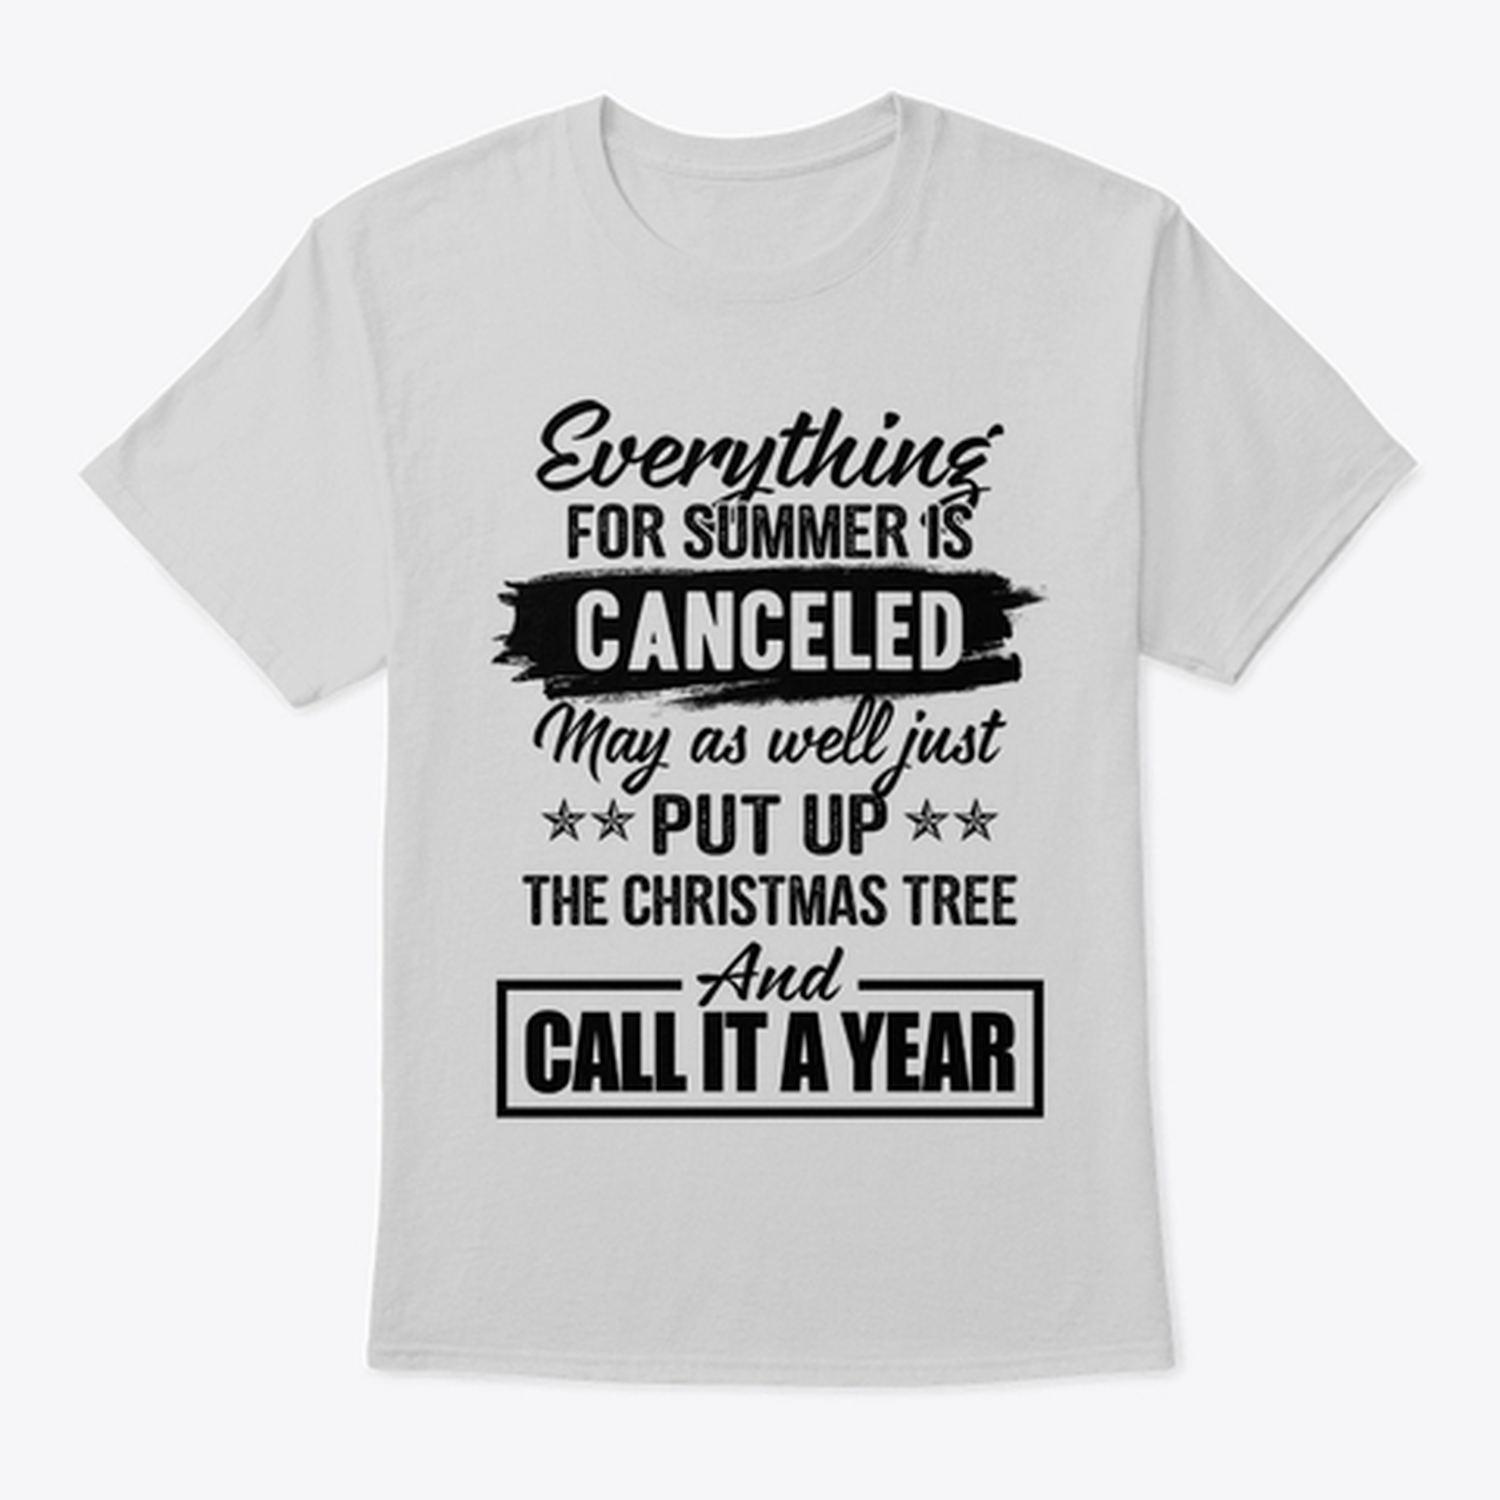 Everything
FOR SUMMER IS
CANCELED
May as well just
PUT UP
THE CHRISTMAS TREE
And
CALL IT A YEAR